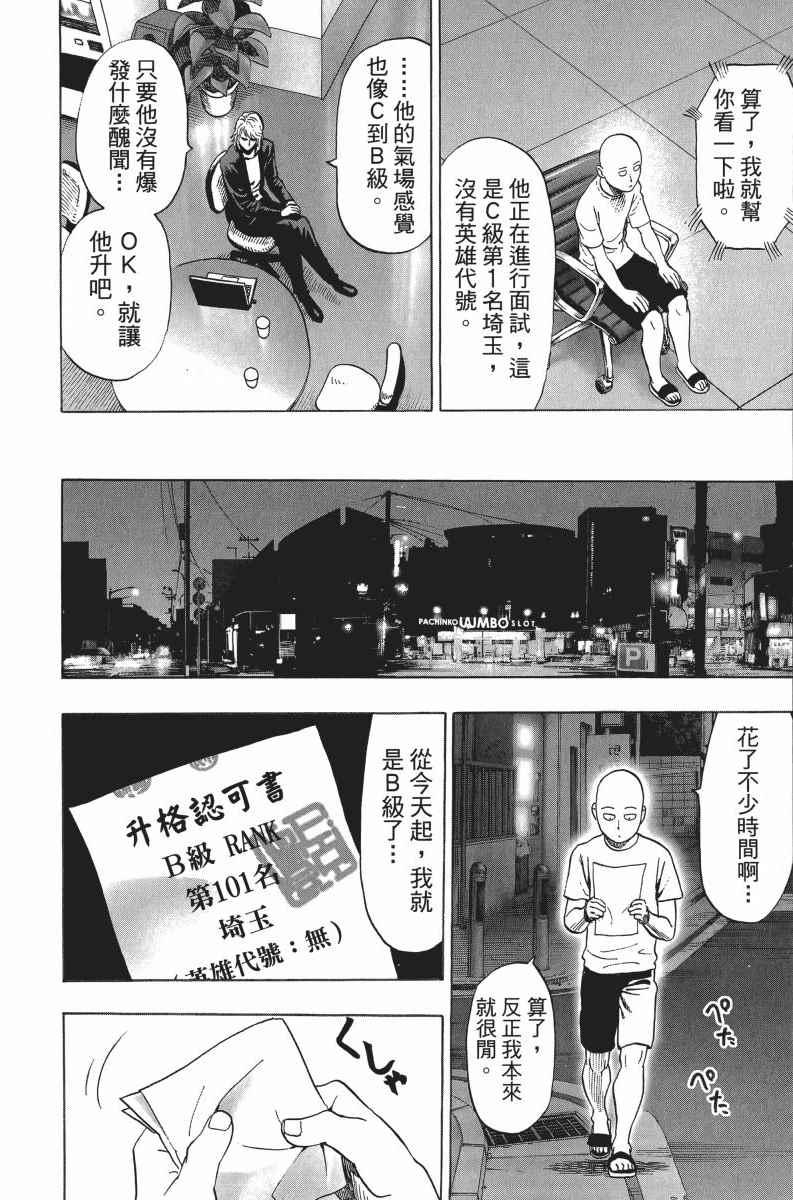 算了，我就幫
你看一下啦。
他正在進行面試，這
是C級第1名埼玉，
沒有英雄代號。
……他的氣場感覺
也像C到B級。
只要他沒有爆
發什麼醜聞…
OK，就讓
他升吧。
PACHINKO JUMBO SLOT
P
花了不少時間啊…
算了，
反正我本來
就很閒。
ぺた
ぺた
從今天起，我就
是B級了…
升格認可書
B級 RANK
第101名
埼玉
（英雄代號：無）
くしゃ